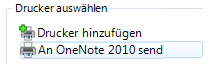 Drucker auswählen
Drucker hinzufügen
An OneNote 2010 send